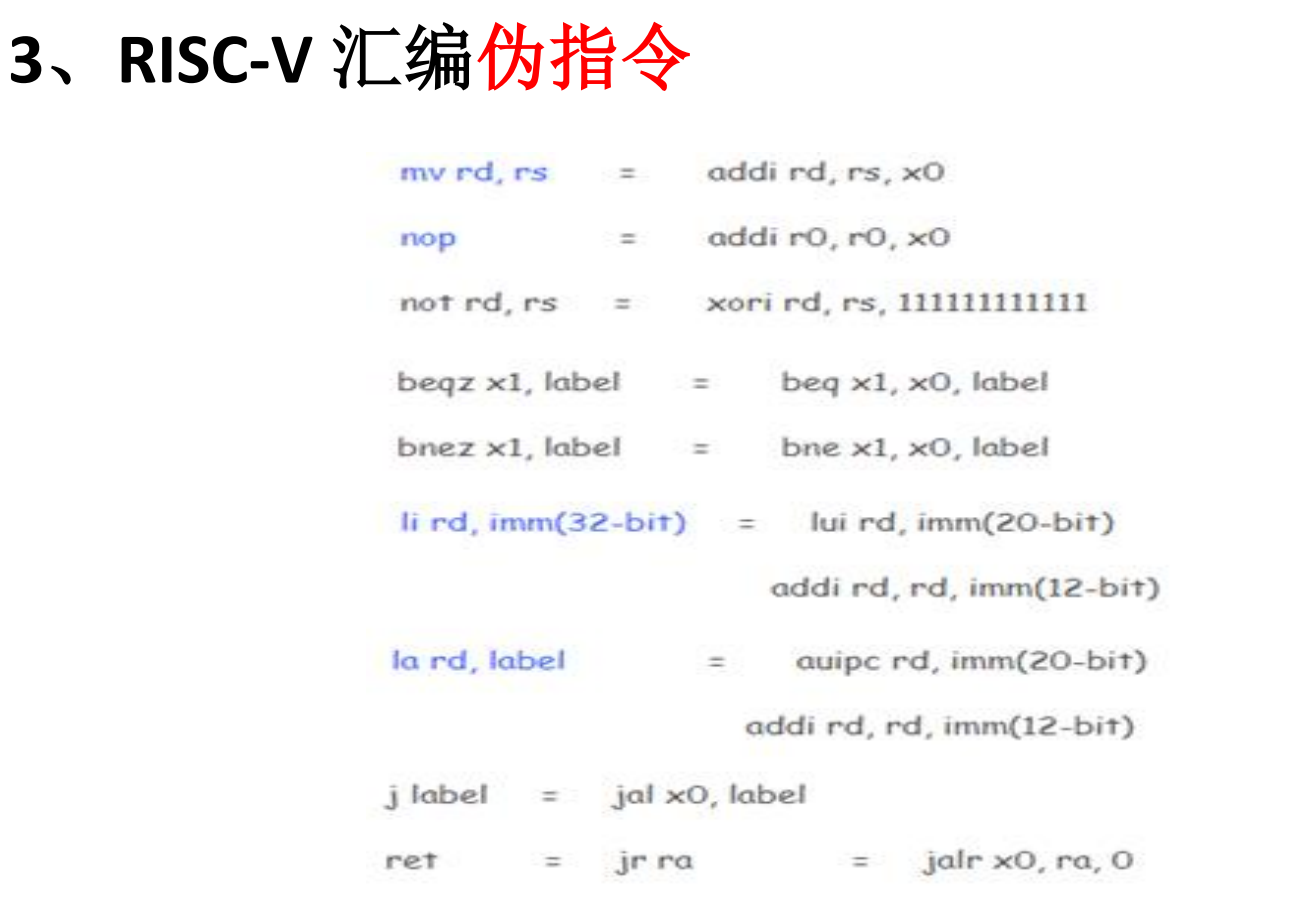 3、RISC-V 汇编伪指令
mv rd, rs = addi rd, rs, x0
nop = addi r0, r0, x0
not rd, rs = xori rd, rs, 111111111111
beqz x1, label = beq x1, x0, label
bnez x1, label = bne x1, x0, label
li rd, imm(32-bit) = lui rd, imm(20-bit)
addi rd, rd, imm(12-bit)
la rd, label = auipc rd, imm(20-bit)
addi rd, rd, imm(12-bit)
j label = jal x0, label
ret = jr ra = jalr x0, ra, 0